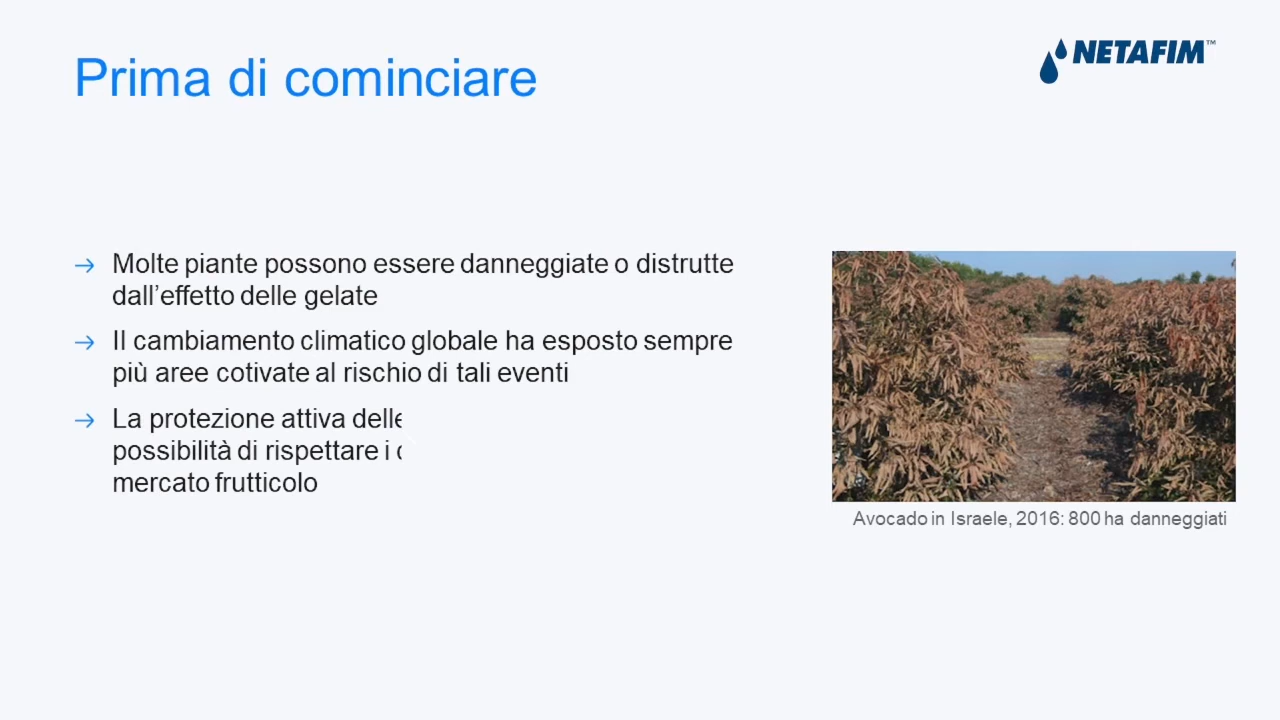 Prima di cominciare
NETAFIM™
Molte piante possono essere danneggiate o distrutte
dall’effetto delle gelate
Il cambiamento climatico globale ha esposto sempre
più aree cotivate al rischio di tali eventi
La protezione attiva delle
possibilità di rispettare i
mercato frutticolo
Avocado in Israele, 2016: 800 ha danneggiati